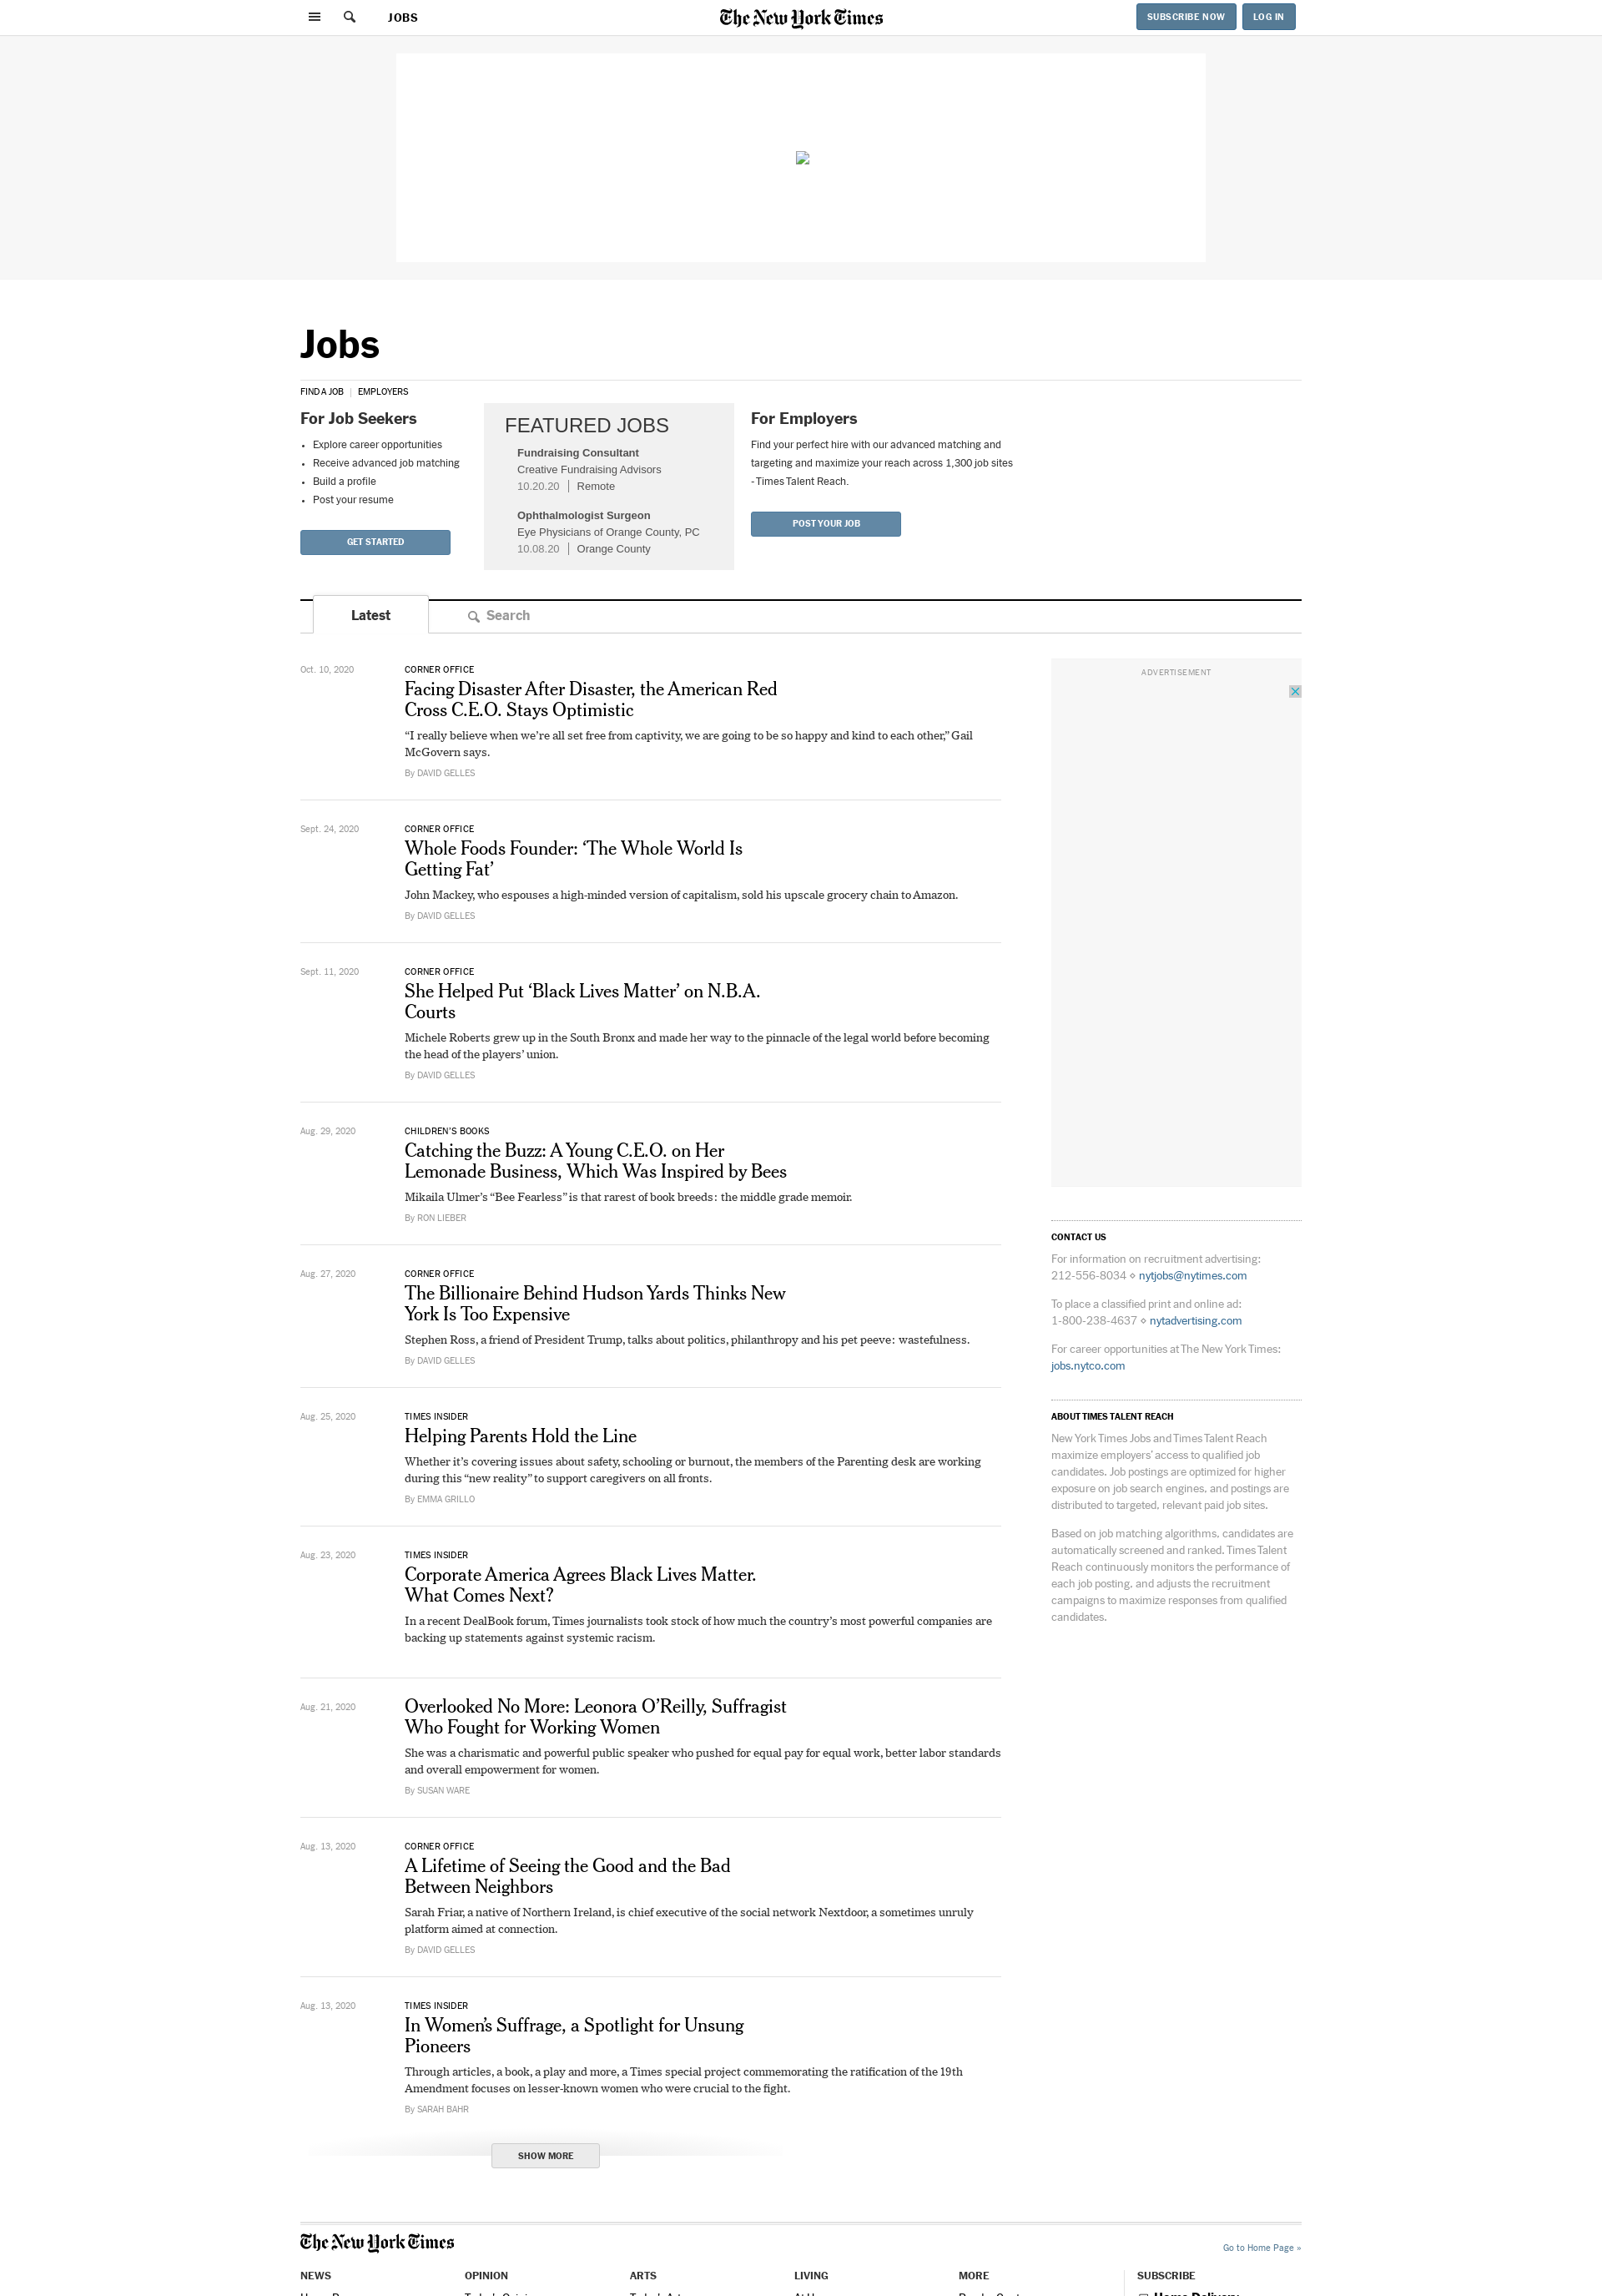 JOBS
The New York Times
SUBSCRIBE NOW
LOG IN
Jobs
FIND A JOB | EMPLOYERS
For Job Seekers
• Explore career opportunities
• Receive advanced job matching
• Build a profile
• Post your resume
GET STARTED
FEATURED JOBS
Fundraising Consultant
Creative Fundraising Advisors
10.20.20 | Remote
Ophthalmologist Surgeon
Eye Physicians of Orange County, PC
10.08.20 | Orange County
For Employers
Find your perfect hire with our advanced matching and
targeting and maximize your reach across 1,300 job sites
- Times Talent Reach.
POST YOUR JOB
Latest
Search
Oct. 10, 2020
CORNER OFFICE
Facing Disaster After Disaster, the American Red
Cross C.E.O. Stays Optimistic
“I really believe when we’re all set free from captivity, we are going to be so happy and kind to each other,” Gail
McGovern says.
By DAVID GELLES
Sept. 24, 2020
CORNER OFFICE
Whole Foods Founder: ‘The Whole World Is
Getting Fat’
John Mackey, who espouses a high-minded version of capitalism, sold his upscale grocery chain to Amazon.
By DAVID GELLES
Sept. 11, 2020
CORNER OFFICE
She Helped Put ‘Black Lives Matter’ on N.B.A.
Courts
Michele Roberts grew up in the South Bronx and made her way to the pinnacle of the legal world before becoming
the head of the players’ union.
By DAVID GELLES
Aug. 29, 2020
CHILDREN’S BOOKS
Catching the Buzz: A Young C.E.O. on Her
Lemonade Business, Which Was Inspired by Bees
Mikaila Ulmer’s “Bee Fearless” is that rarest of book breeds: the middle grade memoir.
By RON LIEBER
Aug. 27, 2020
CORNER OFFICE
The Billionaire Behind Hudson Yards Thinks New
York Is Too Expensive
Stephen Ross, a friend of President Trump, talks about politics, philanthropy and his pet peeve: wastefulness.
By DAVID GELLES
Aug. 25, 2020
TIMES INSIDER
Helping Parents Hold the Line
Whether it’s covering issues about safety, schooling or burnout, the members of the Parenting desk are working
during this “new reality” to support caregivers on all fronts.
By EMMA GRILLO
Aug. 23, 2020
TIMES INSIDER
Corporate America Agrees Black Lives Matter.
What Comes Next?
In a recent DealBook forum, Times journalists took stock of how much the country’s most powerful companies are
backing up statements against systemic racism.
Aug. 21, 2020
Overlooked No More: Leonora O’Reilly, Suffragist
Who Fought for Working Women
She was a charismatic and powerful public speaker who pushed for equal pay for equal work, better labor standards
and overall empowerment for women.
By SUSAN WARE
Aug. 13, 2020
CORNER OFFICE
A Lifetime of Seeing the Good and the Bad
Between Neighbors
Sarah Friar, a native of Northern Ireland, is chief executive of the social network Nextdoor, a sometimes unruly
platform aimed at connection.
By DAVID GELLES
Aug. 13, 2020
TIMES INSIDER
In Women’s Suffrage, a Spotlight for Unsung
Pioneers
Through articles, a book, a play and more, a Times special project commemorating the ratification of the 19th
Amendment focuses on lesser-known women who were crucial to the fight.
By SARAH BAHR
SHOW MORE
ADVERTISEMENT
CONTACT US
For information on recruitment advertising:
212-556-8034 ⋄ nytjobs@nytimes.com
To place a classified print and online ad:
1-800-238-4637 ⋄ nytadvertising.com
For career opportunities at The New York Times:
jobs.nytco.com
ABOUT TIMES TALENT REACH
New York Times Jobs and Times Talent Reach
maximize employers’ access to qualified job
candidates. Job postings are optimized for higher
exposure on job search engines, and postings are
distributed to targeted, relevant paid job sites.
Based on job matching algorithms, candidates are
automatically screened and ranked. Times Talent
Reach continuously monitors the performance of
each job posting, and adjusts the recruitment
campaigns to maximize responses from qualified
candidates.
The New York Times
Go to Home Page »
NEWS
OPINION
ARTS
LIVING
MORE
SUBSCRIBE